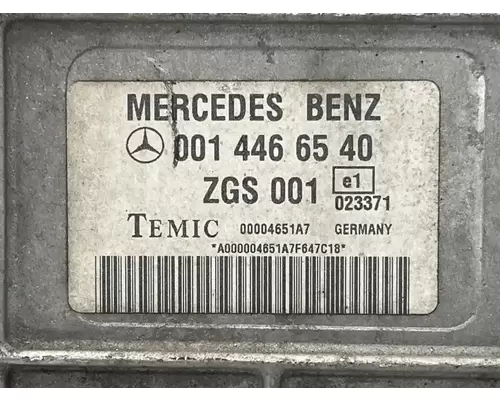 MERCEDES BENZ
001 446 65 40
ZGS 001 e1
023371
TEMIC 00004651A7 GERMANY
*A000004651A7F647C18*